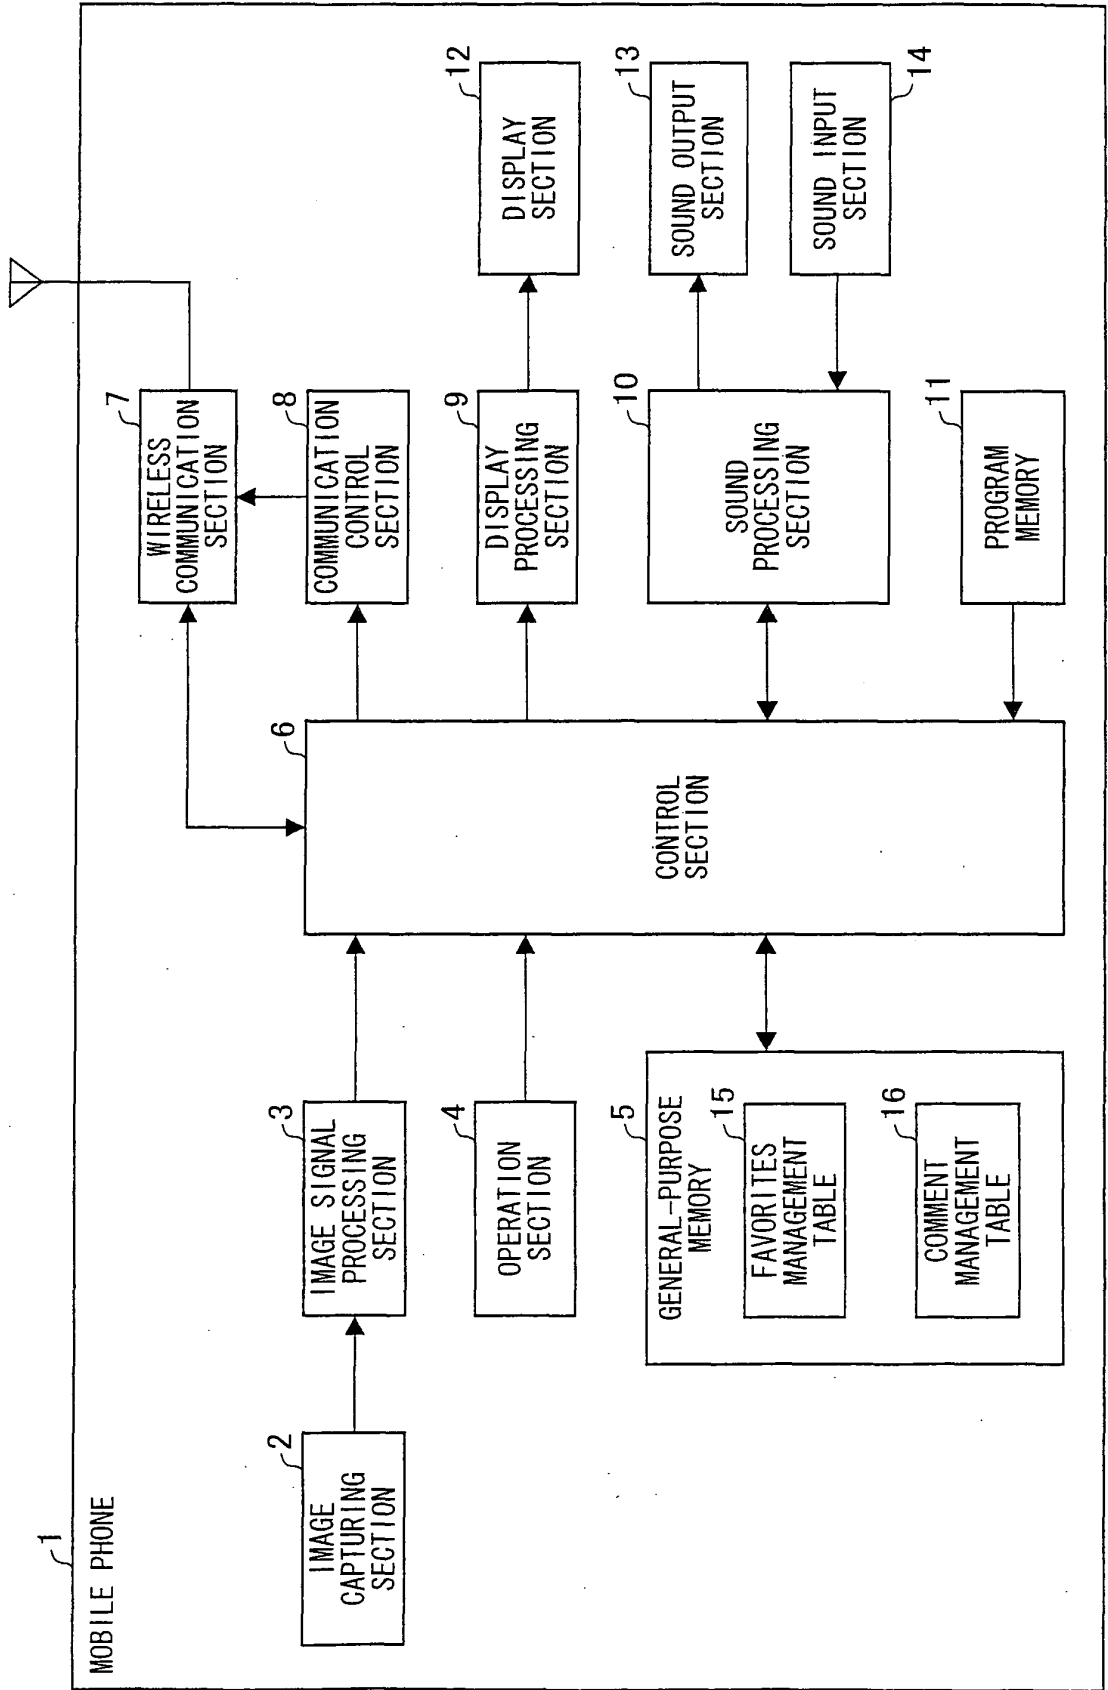 1
MOBILE PHONE
2
IMAGE
CAPTURING
SECTION
3
IMAGE SIGNAL
PROCESSING
SECTION
4
OPERATION
SECTION
5
GENERAL-PURPOSE
MEMORY
15
FAVORITES
MANAGEMENT
TABLE
16
COMMENT
MANAGEMENT
TABLE
6
CONTROL
SECTION
7
WIRELESS
COMMUNICATION
SECTION
8
COMMUNICATION
CONTROL
SECTION
9
DISPLAY
PROCESSING
SECTION
10
SOUND
PROCESSING
SECTION
11
PROGRAM
MEMORY
12
DISPLAY
SECTION
13
SOUND OUTPUT
SECTION
14
SOUND INPUT
SECTION